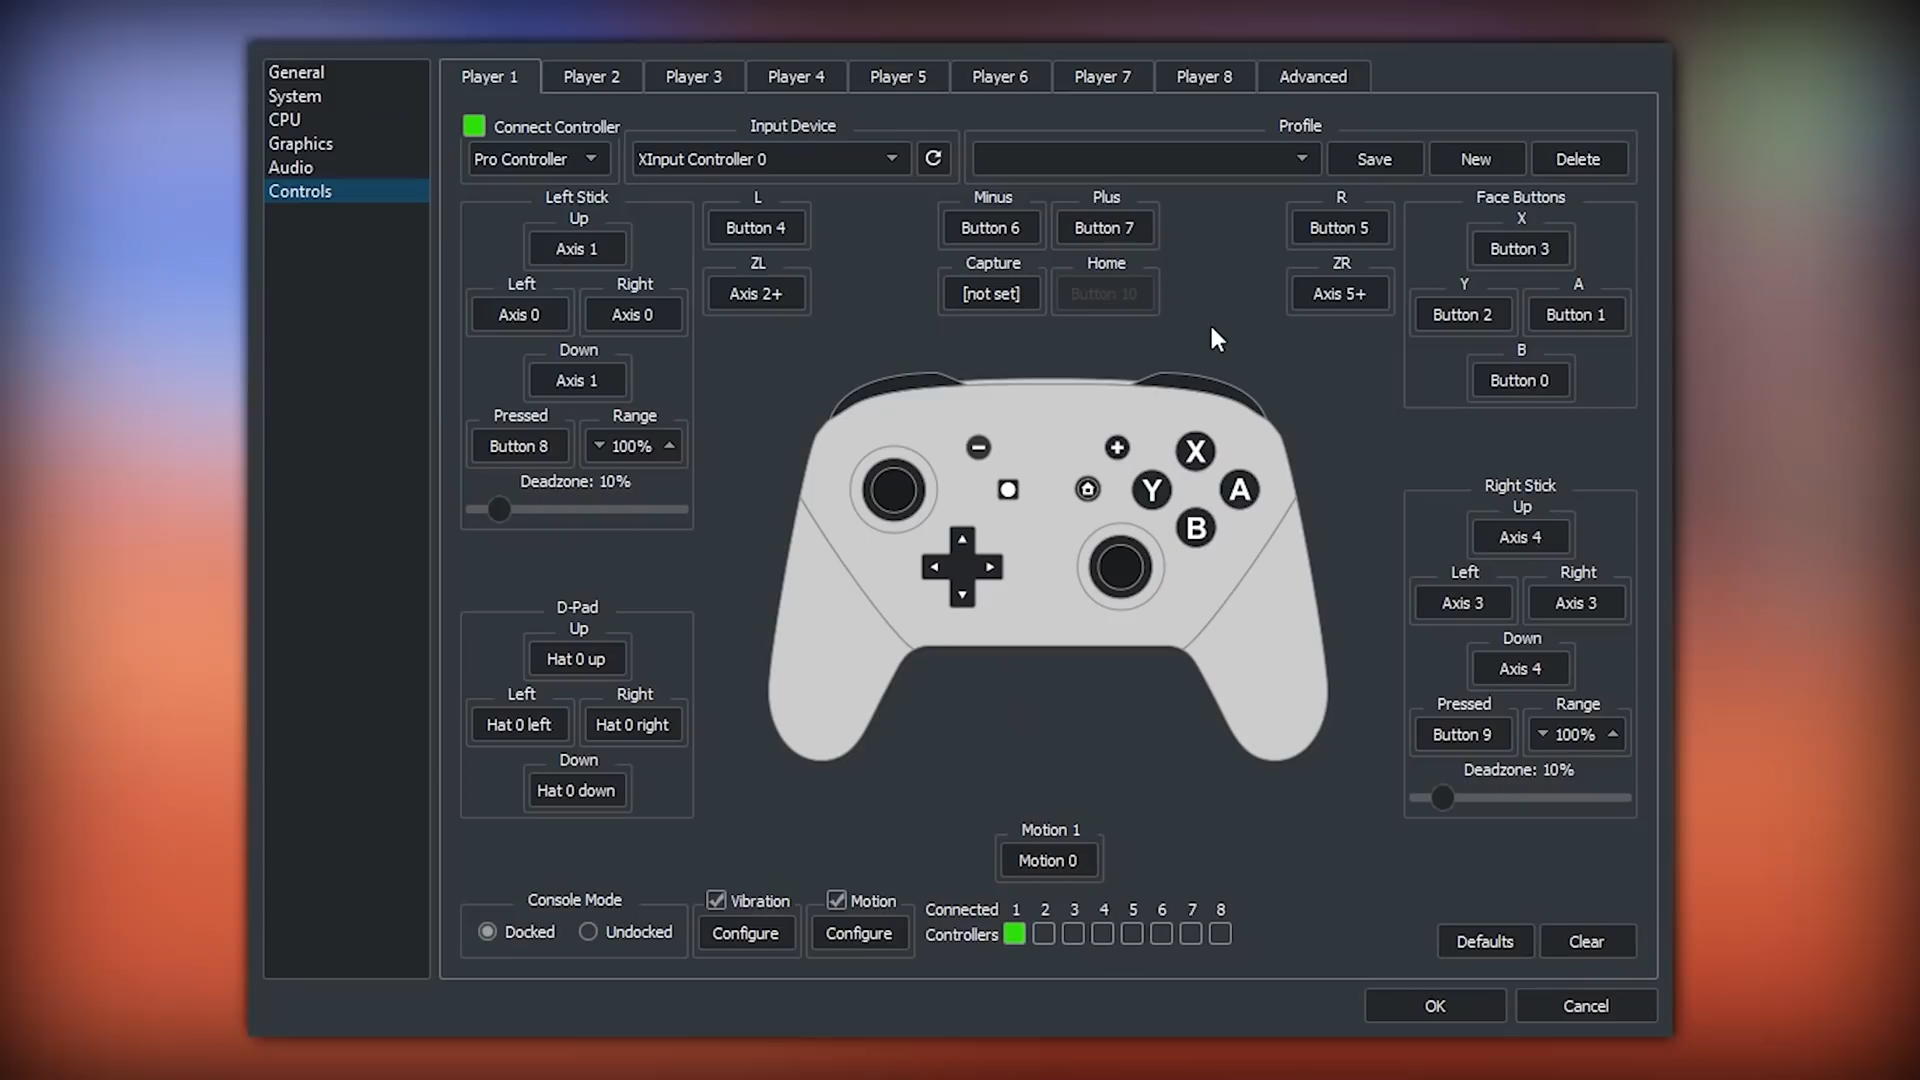 General
System
CPU
Graphics
Audio
Controls
Player 1 Player 2 Player 3 Player 4 Player 5 Player 6 Player 7 Player 8 Advanced
Connect Controller
Pro Controller
Input Device
XInput Controller 0
Profile
Save New Delete
Left Stick
Up
Axis 1
Left Right
Axis 0 Axis 0
Down
Axis 1
Pressed Range
Button 8 100%
Deadzone: 10%
D-Pad
Up
Hat 0 up
Left Right
Hat 0 left Hat 0 right
Down
Hat 0 down
L
Button 4
ZL
Axis 2+
Minus Plus
Button 6 Button 7
Capture Home
[not set] Button 10
R
Button 5
ZR
Axis 5+
X
Y A
B
Face Buttons
X
Button 3
Y A
Button 2 Button 1
B
Button 0
Right Stick
Up
Axis 4
Left Right
Axis 3 Axis 3
Down
Axis 4
Pressed Range
Button 9 100%
Deadzone: 10%
Motion 1
Motion 0
Console Mode
Docked Undocked
Vibration
Configure
Motion
Configure
Connected 1 2 3 4 5 6 7 8
Controllers
Defaults Clear
OK Cancel